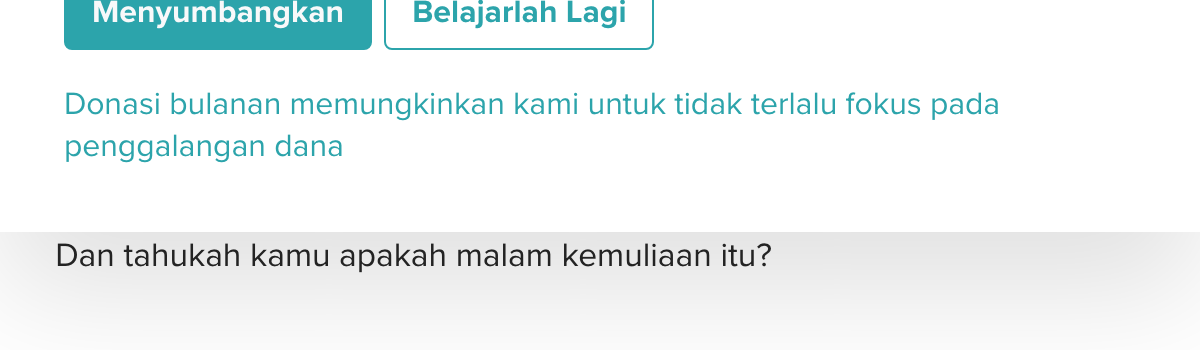 Menyumbangkan
Belajarlah Lagi
Donasi bulanan memungkinkan kami untuk tidak terlalu fokus pada
penggalangan dana
Dan tahukah kamu apakah malam kemuliaan itu?